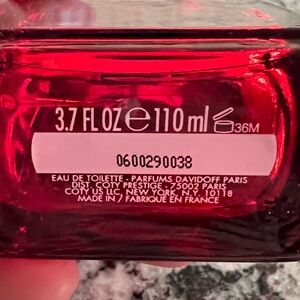 3.7 FL OZ ℮ 110 ml 36M
0600290038
EAU DE TOILETTE - PARFUMS DAVIDOFF PARIS
DIST. COTY PRESTIGE - 75002 PARIS
COTY US LLC, NEW YORK, N.Y. 10118
MADE IN / FABRIQUÉ EN FRANCE